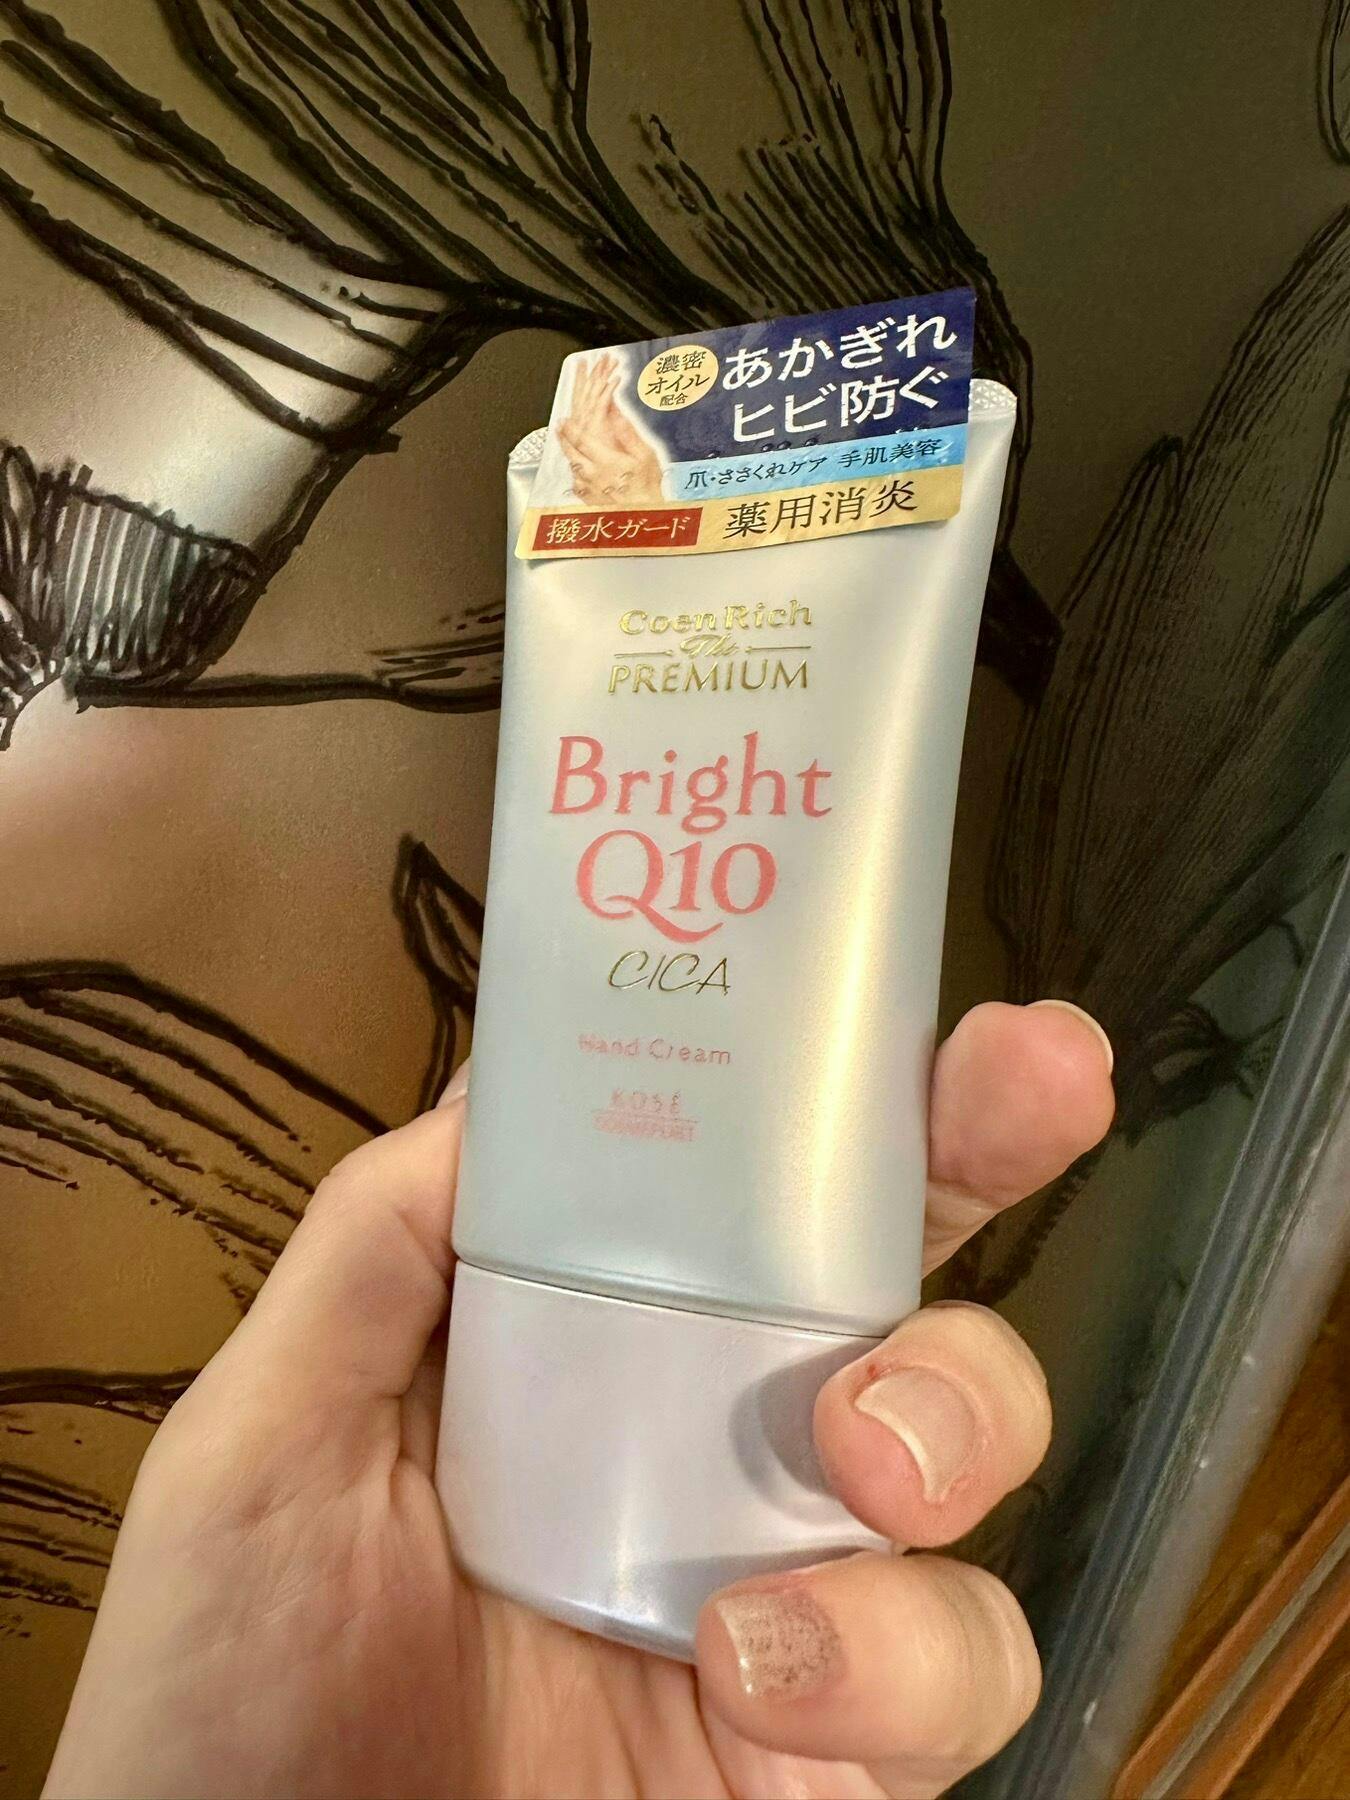 濃密
オイル
配合
あかぎれ
ヒビ防ぐ
爪・ささくれケア 手肌美容
撥水ガード 薬用消炎
CoenRich
The
PREMIUM
Bright
Q10
CICA
Hand Cream
KOSÉ
COSMEPORT